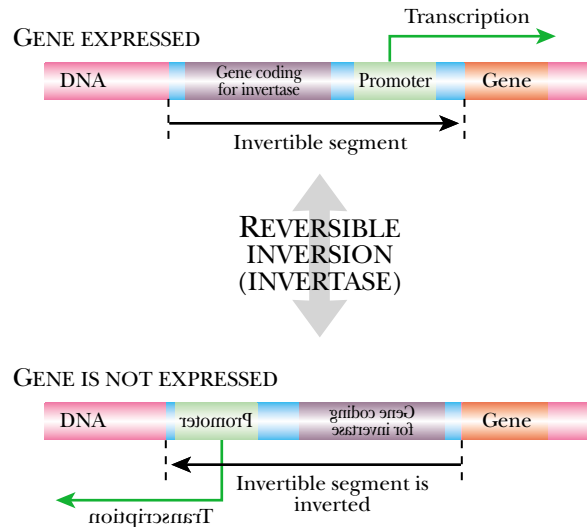 Transcription
GENE EXPRESSED
DNA
Gene coding
for invertase
Promoter
Gene
Invertible segment
REVERSIBLE
INVERSION
(INVERTASE)
GENE IS NOT EXPRESSED
DNA
Promoter
Gene coding
for invertase
Gene
Invertible segment is
inverted
Transcription